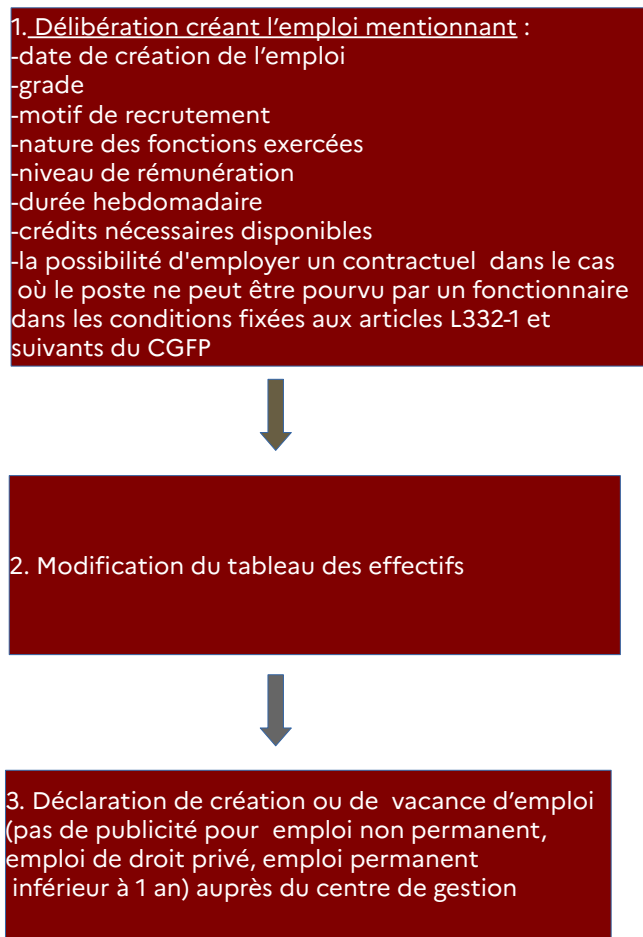 1. Délibération créant l’emploi mentionnant :
-date de création de l’emploi
-grade
-motif de recrutement
-nature des fonctions exercées
-niveau de rémunération
-durée hebdomadaire
-crédits nécessaires disponibles
-la possibilité d'employer un contractuel dans le cas
où le poste ne peut être pourvu par un fonctionnaire
dans les conditions fixées aux articles L332-1 et
suivants du CGFP
2. Modification du tableau des effectifs
3. Déclaration de création ou de vacance d’emploi
(pas de publicité pour emploi non permanent,
emploi de droit privé, emploi permanent
inférieur à 1 an) auprès du centre de gestion